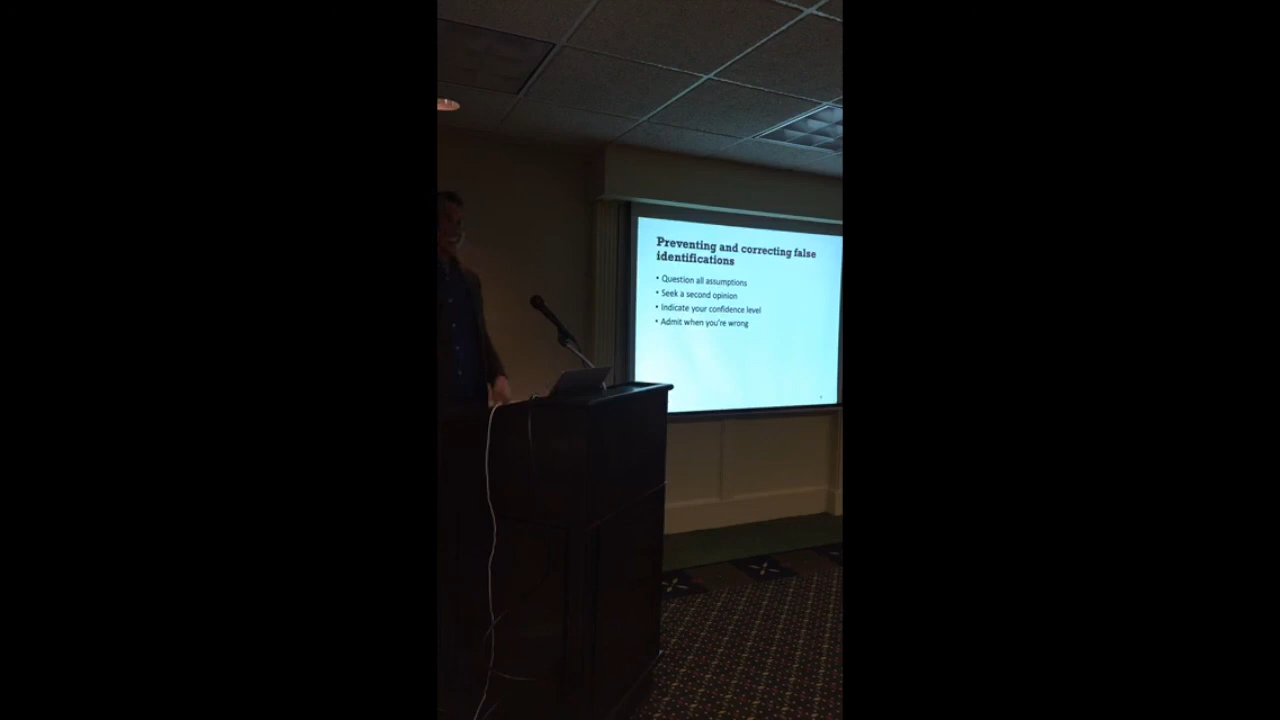 Preventing and correcting false
identifications
• Question all assumptions
• Seek a second opinion
• Indicate your confidence level
• Admit when you're wrong